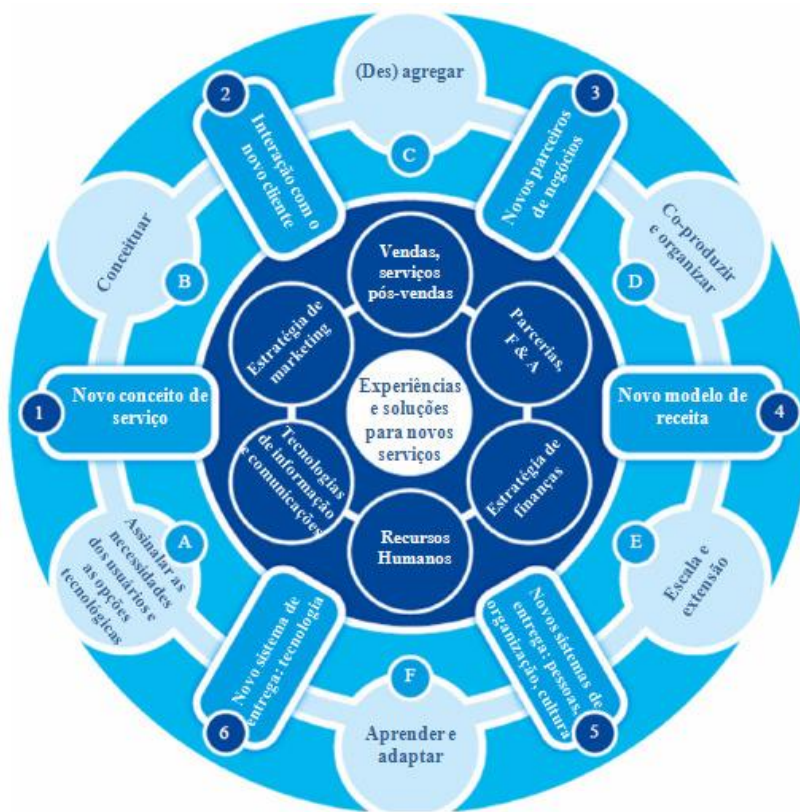 (Des) agregar
C
2
Interação com o
novo cliente
3
Novos parceiros
de negócios
Conceituar
B
Co-produzir
e organizar
D
Vendas,
serviços
pós-vendas
Estratégia de
marketing
Parcerias,
F & A
1
Novo conceito de
serviço
Experiências
e soluções
para novos
serviços
Novo modelo de
receita
4
Tecnologias
de informação
e comunicações
Estratégia de
finanças
Recursos
Humanos
A
Assinalar as
necessidades
dos usuários e
as opções
tecnológicas
E
Escala e
extensão
Novo sistema de
entrega: tecnologia
6
Novos sistemas de
entrega: pessoas,
organização, cultura
5
F
Aprender e
adaptar